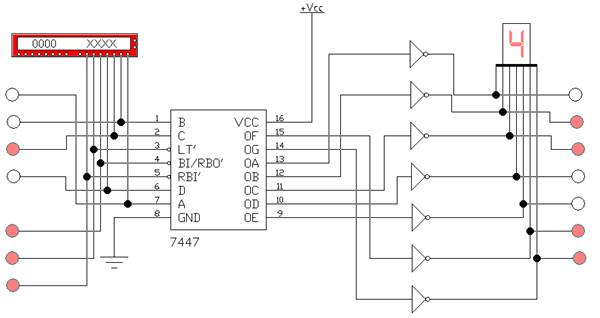 +Vcc
0000 XXXX
4
1 B VCC 16
2 C OF 15
3 LT' OG 14
4 BI/RBO' OA 13
5 RBI' OB 12
6 D OC 11
7 A OD 10
8 GND OE 9
7447